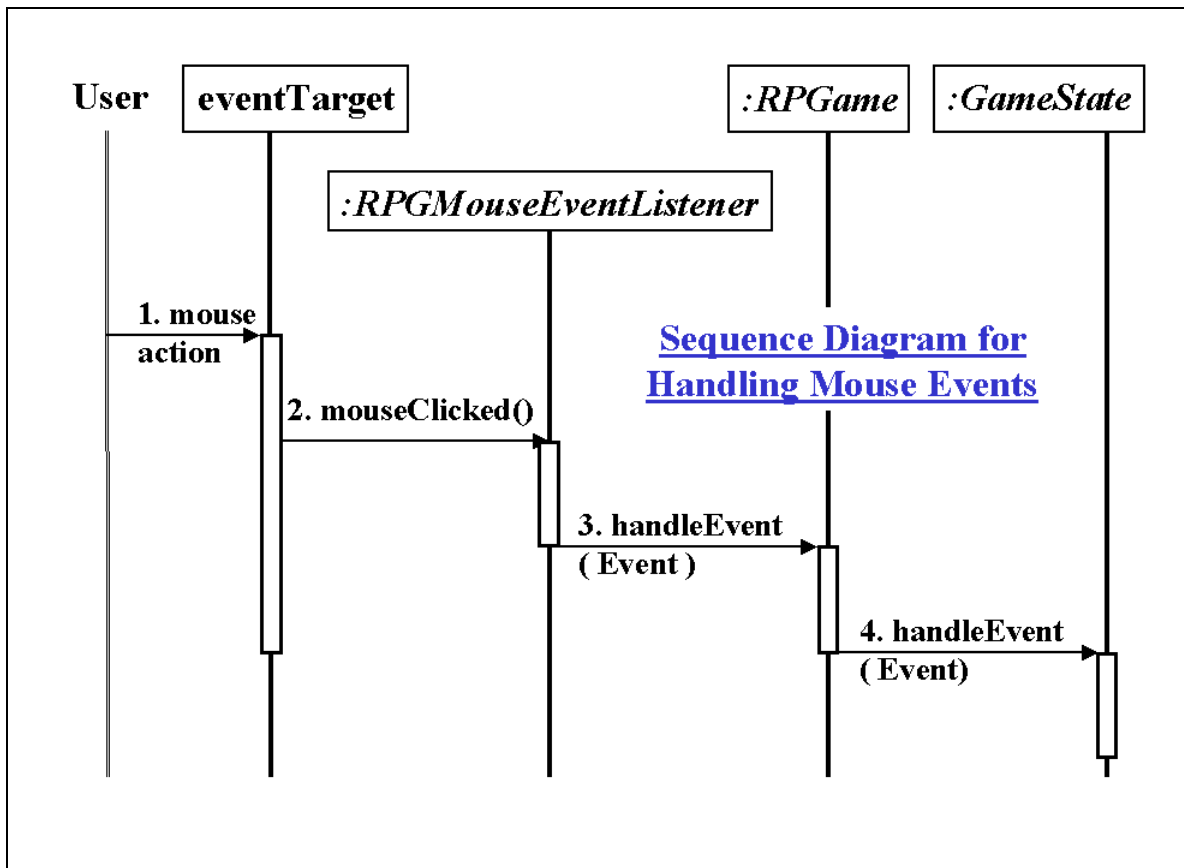 User
eventTarget
:RPGame
:GameState
:RPGMouseEventListener
1. mouse
action
Sequence Diagram for
Handling Mouse Events
2. mouseClicked()
3. handleEvent
( Event )
4. handleEvent
( Event)